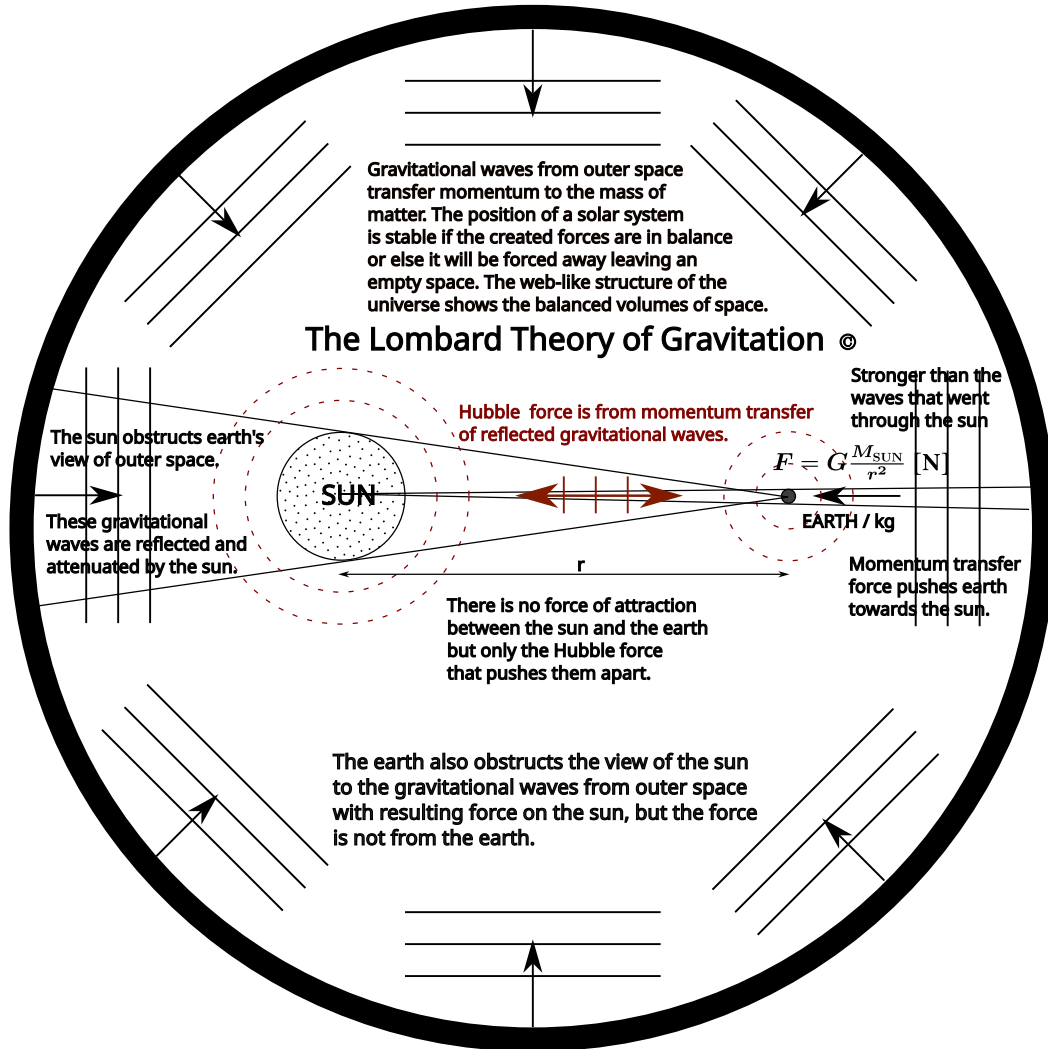 Gravitational waves from outer space
transfer momentum to the mass of
matter. The position of a solar system
is stable if the created forces are in balance
or else it will be forced away leaving an
empty space. The web-like structure of the
universe shows the balanced volumes of space.
The Lombard Theory of Gravitation ©
Stronger than the
waves that went
through the sun
Hubble force is from momentum transfer
of reflected gravitational waves.
The sun obstructs earth's
view of outer space.
F = G M_SUN / r² [N]
SUN
EARTH / kg
These gravitational
waves are reflected and
attenuated by the sun.
r
Momentum transfer
force pushes earth
towards the sun.
There is no force of attraction
between the sun and the earth
but only the Hubble force
that pushes them apart.
The earth also obstructs the view of the sun
to the gravitational waves from outer space
with resulting force on the sun, but the force
is not from the earth.